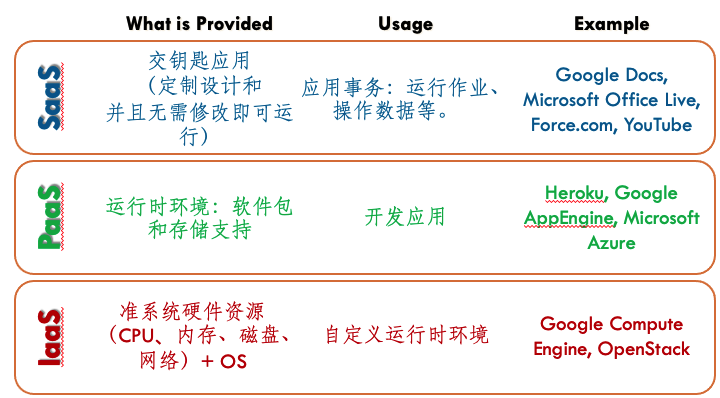 What is Provided Usage Example
SaaS
交钥匙应用
（定制设计和
并且无需修改即可运
行）
应用事务：运行作业、
操作数据等。
Google Docs,
Microsoft Office Live,
Force.com, YouTube
PaaS
运行时环境：软件包
和存储支持
开发应用
Heroku, Google
AppEngine, Microsoft
Azure
IaaS
准系统硬件资源
（CPU、内存、磁盘、
网络）+ OS
自定义运行时环境
Google Compute
Engine, OpenStack